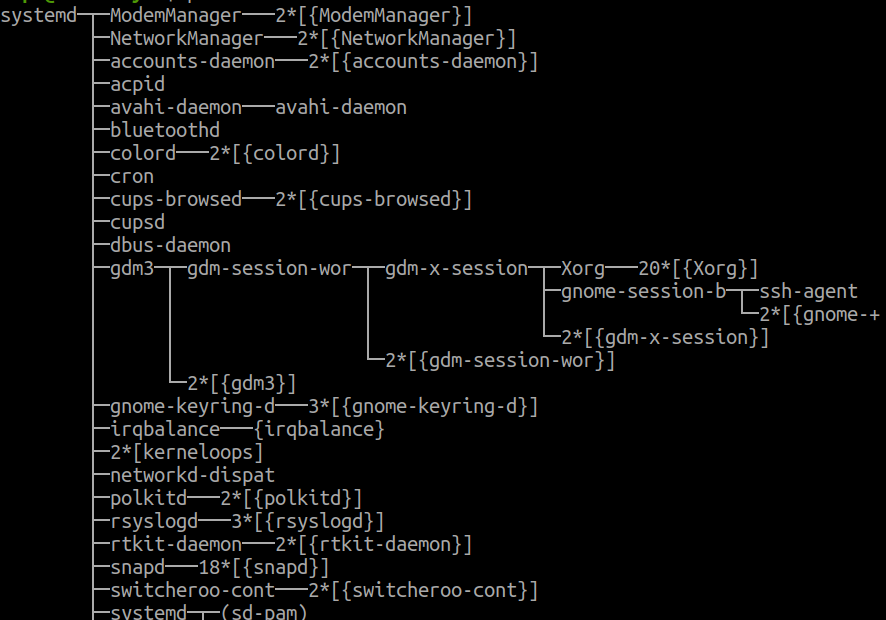 systemd─┬─ModemManager───2*[{ModemManager}]
        ├─NetworkManager───2*[{NetworkManager}]
        ├─accounts-daemon───2*[{accounts-daemon}]
        ├─acpid
        ├─avahi-daemon───avahi-daemon
        ├─bluetoothd
        ├─colord───2*[{colord}]
        ├─cron
        ├─cups-browsed───2*[{cups-browsed}]
        ├─cupsd
        ├─dbus-daemon
        ├─gdm3─┬─gdm-session-wor─┬─gdm-x-session─┬─Xorg───20*[{Xorg}]
        │      │                 │               ├─gnome-session-b─┬─ssh-agent
        │      │                 │               │                 └─2*[{gnome-+
        │      │                 │               └─2*[{gdm-x-session}]
        │      │                 └─2*[{gdm-session-wor}]
        │      └─2*[{gdm3}]
        ├─gnome-keyring-d───3*[{gnome-keyring-d}]
        ├─irqbalance───{irqbalance}
        ├─2*[kerneloops]
        ├─networkd-dispat
        ├─polkitd───2*[{polkitd}]
        ├─rsyslogd───3*[{rsyslogd}]
        ├─rtkit-daemon───2*[{rtkit-daemon}]
        ├─snapd───18*[{snapd}]
        ├─switcheroo-cont───2*[{switcheroo-cont}]
        ├─systemd─┬─(sd-pam)